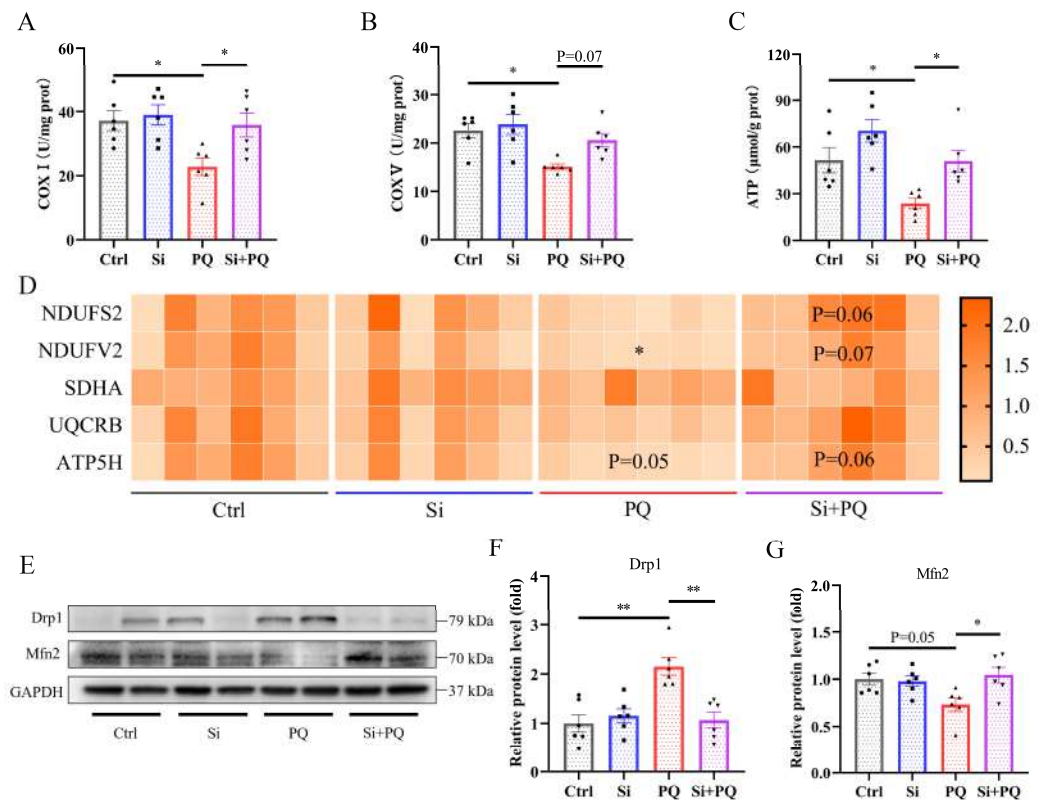 A
COX Ⅰ (U/mg prot)
60
40
20
0
*
*
Ctrl Si PQ Si+PQ
B
COXⅤ (U/mg prot)
40
30
20
10
0
*
P=0.07
Ctrl Si PQ Si+PQ
C
ATP (μmol/g prot)
120
90
60
30
0
*
*
Ctrl Si PQ Si+PQ
D
NDUFS2 P=0.06
NDUFV2 * P=0.07
SDHA
UQCRB
ATP5H P=0.05 P=0.06
Ctrl Si PQ Si+PQ
2.0
1.5
1.0
0.5
E
Drp1 79 kDa
Mfn2 70 kDa
GAPDH 37 kDa
Ctrl Si PQ Si+PQ
F
Drp1
Relative protein level (fold)
4
3
2
1
0
**
**
Ctrl Si PQ Si+PQ
G
Mfn2
Relative protein level (fold)
2.0
1.5
1.0
0.5
0.0
P=0.05
*
Ctrl Si PQ Si+PQ